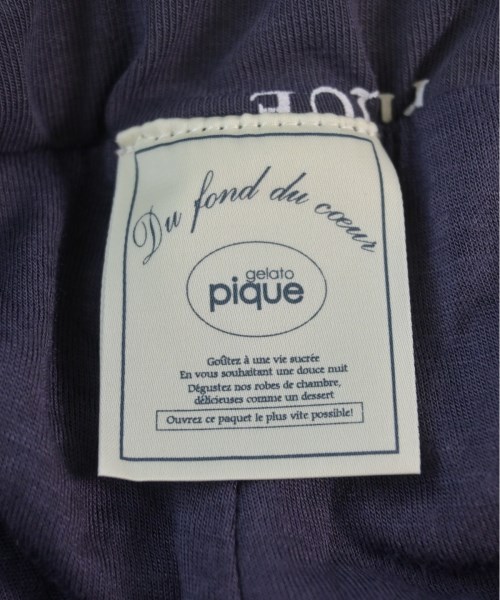 Du fond du cœur
gelato
pique
Goûtez à une vie sucrée
En vous souhaitant une douce nuit
Dégustez nos robes de chambre,
délicieuses comme un dessert
Ouvrez ce paquet le plus vite possible!